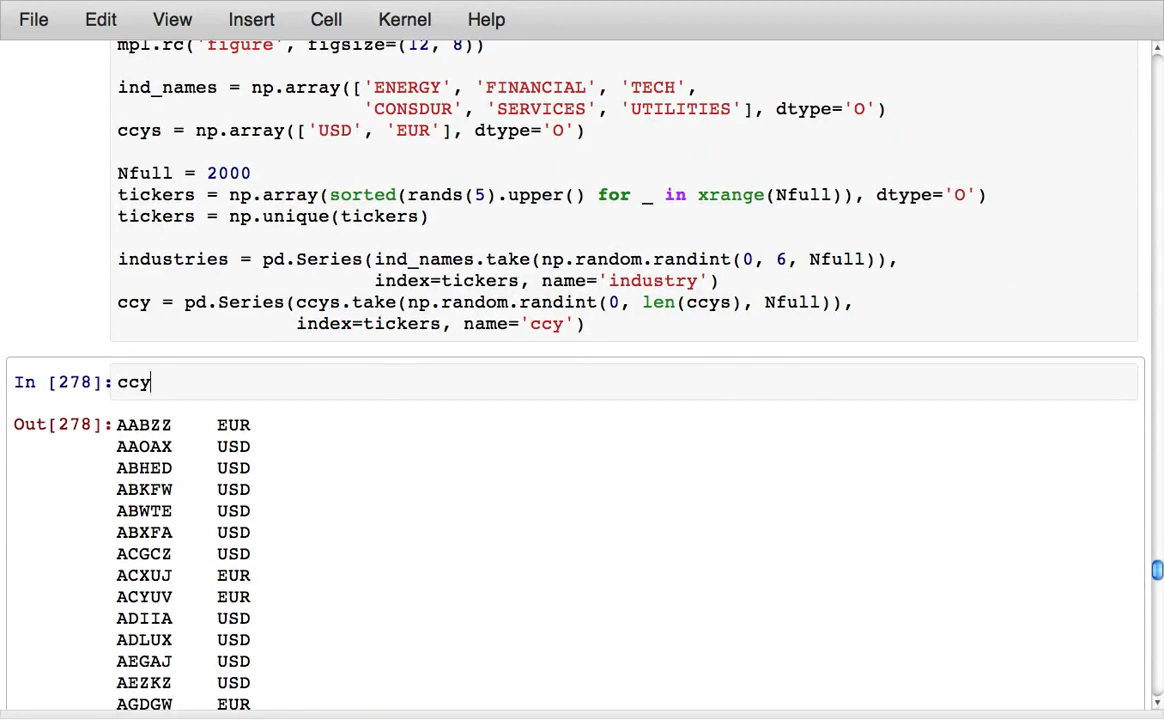 File Edit View Insert Cell Kernel Help
mpl.rc('figure', figsize=(12, 8))
ind_names = np.array(['ENERGY', 'FINANCIAL', 'TECH',
'CONSDUR', 'SERVICES', 'UTILITIES'], dtype='O')
ccys = np.array(['USD', 'EUR'], dtype='O')
Nfull = 2000
tickers = np.array(sorted(rands(5).upper() for _ in xrange(Nfull)), dtype='O')
tickers = np.unique(tickers)
industries = pd.Series(ind_names.take(np.random.randint(0, 6, Nfull)),
index=tickers, name='industry')
ccy = pd.Series(ccys.take(np.random.randint(0, len(ccys), Nfull)),
index=tickers, name='ccy')
In [278]: ccy
Out[278]: AABZZ EUR
AAOAX USD
ABHED USD
ABKFW USD
ABWTE USD
ABXFA USD
ACGCZ USD
ACXUJ EUR
ACYUV EUR
ADIIA USD
ADLUX USD
AEGAJ USD
AEZKZ USD
AGDGW EUR